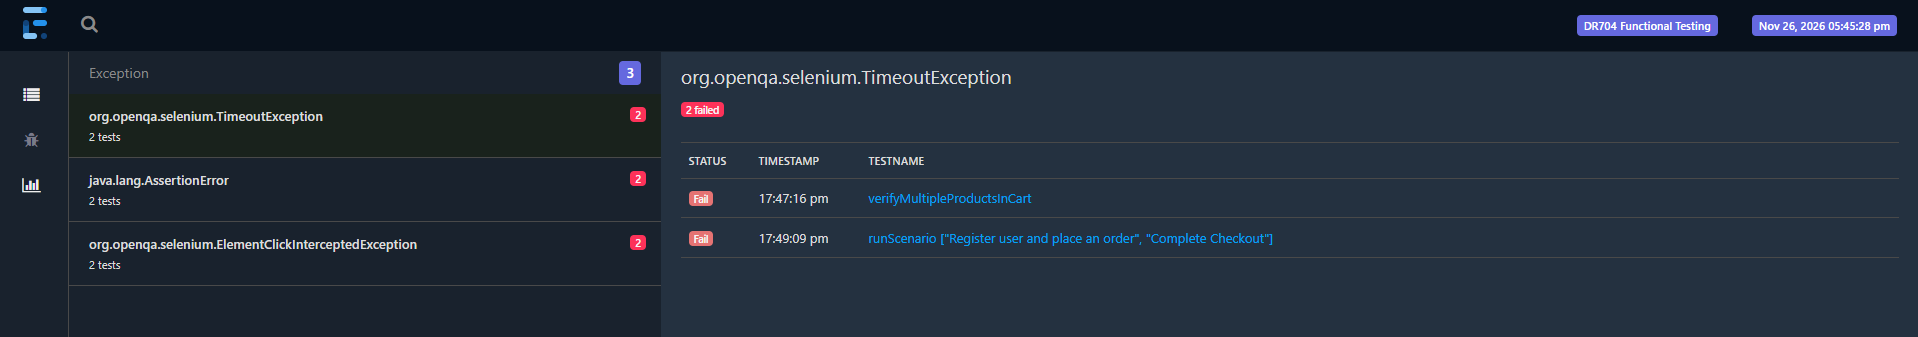 DR704 Functional Testing
Nov 26, 2026 05:45:28 pm
Exception 3
org.openqa.selenium.TimeoutException 2
2 tests
java.lang.AssertionError 2
2 tests
org.openqa.selenium.ElementClickInterceptedException 2
2 tests
org.openqa.selenium.TimeoutException
2 failed
STATUS TIMESTAMP TESTNAME
Fail 17:47:16 pm verifyMultipleProductsInCart
Fail 17:49:09 pm runScenario ["Register user and place an order", "Complete Checkout"]